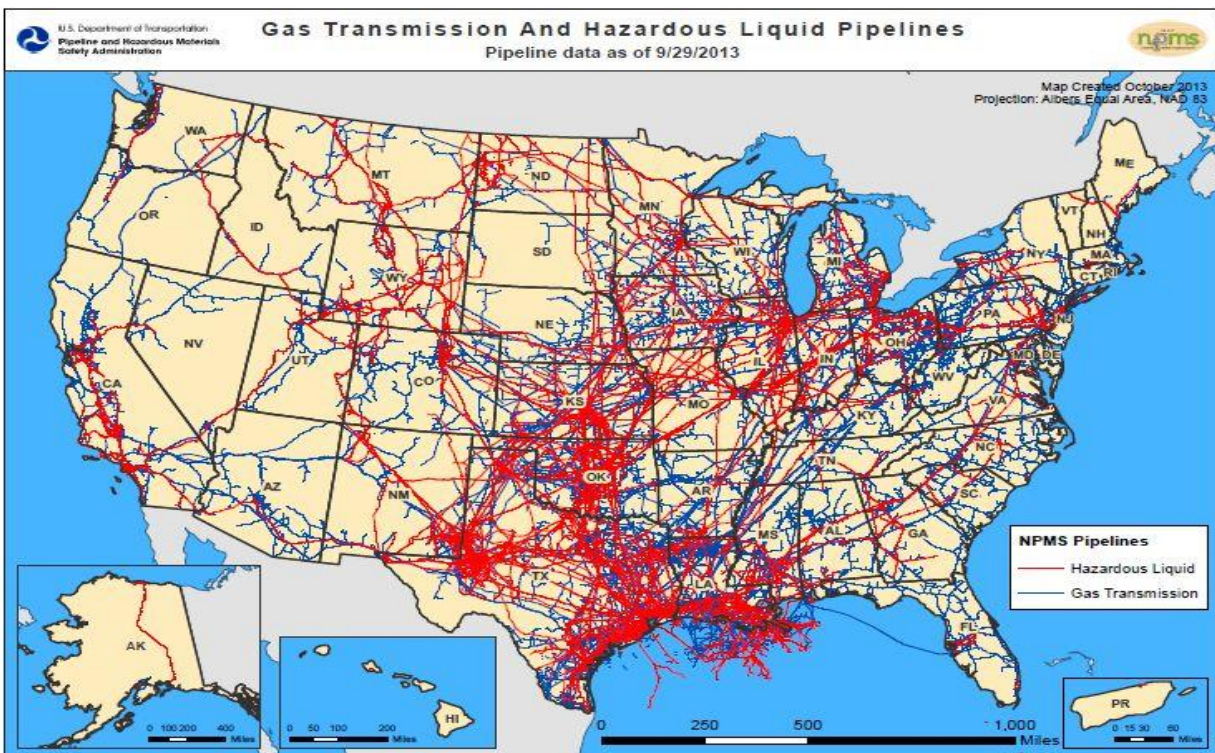 U.S. Department of Transportation
Pipeline and Hazardous Materials
Safety Administration
Gas Transmission And Hazardous Liquid Pipelines
Pipeline data as of 9/29/2013
npms
Map Created October 2013
Projection: Albers Equal Area, NAD 83
WA
MT
ND
MN
ME
OR
ID
SD
WI
MI
VT
NH
NY
MA
CT
RI
WY
IA
NE
PA
NJ
NV
UT
CO
IL
IN
OH
MD
DE
WV
CA
KS
MO
KY
VA
AZ
NM
OK
AR
TN
NC
SC
TX
LA
MS
AL
GA
FL
NPMS Pipelines
Hazardous Liquid
Gas Transmission
AK
0 100 200 400
Miles
HI
0 50 100 200
Miles
0 250 500 1,000
Miles
PR
0 15 30 60
Miles